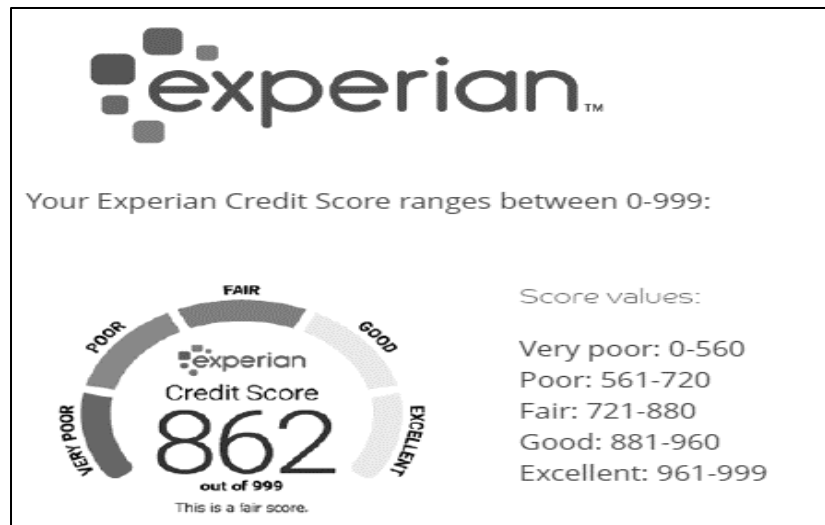 experian™
Your Experian Credit Score ranges between 0-999:
VERY POOR
POOR
FAIR
GOOD
EXCELLENT
experian
Credit Score
862
out of 999
This is a fair score.
Score values:
Very poor: 0-560
Poor: 561-720
Fair: 721-880
Good: 881-960
Excellent: 961-999